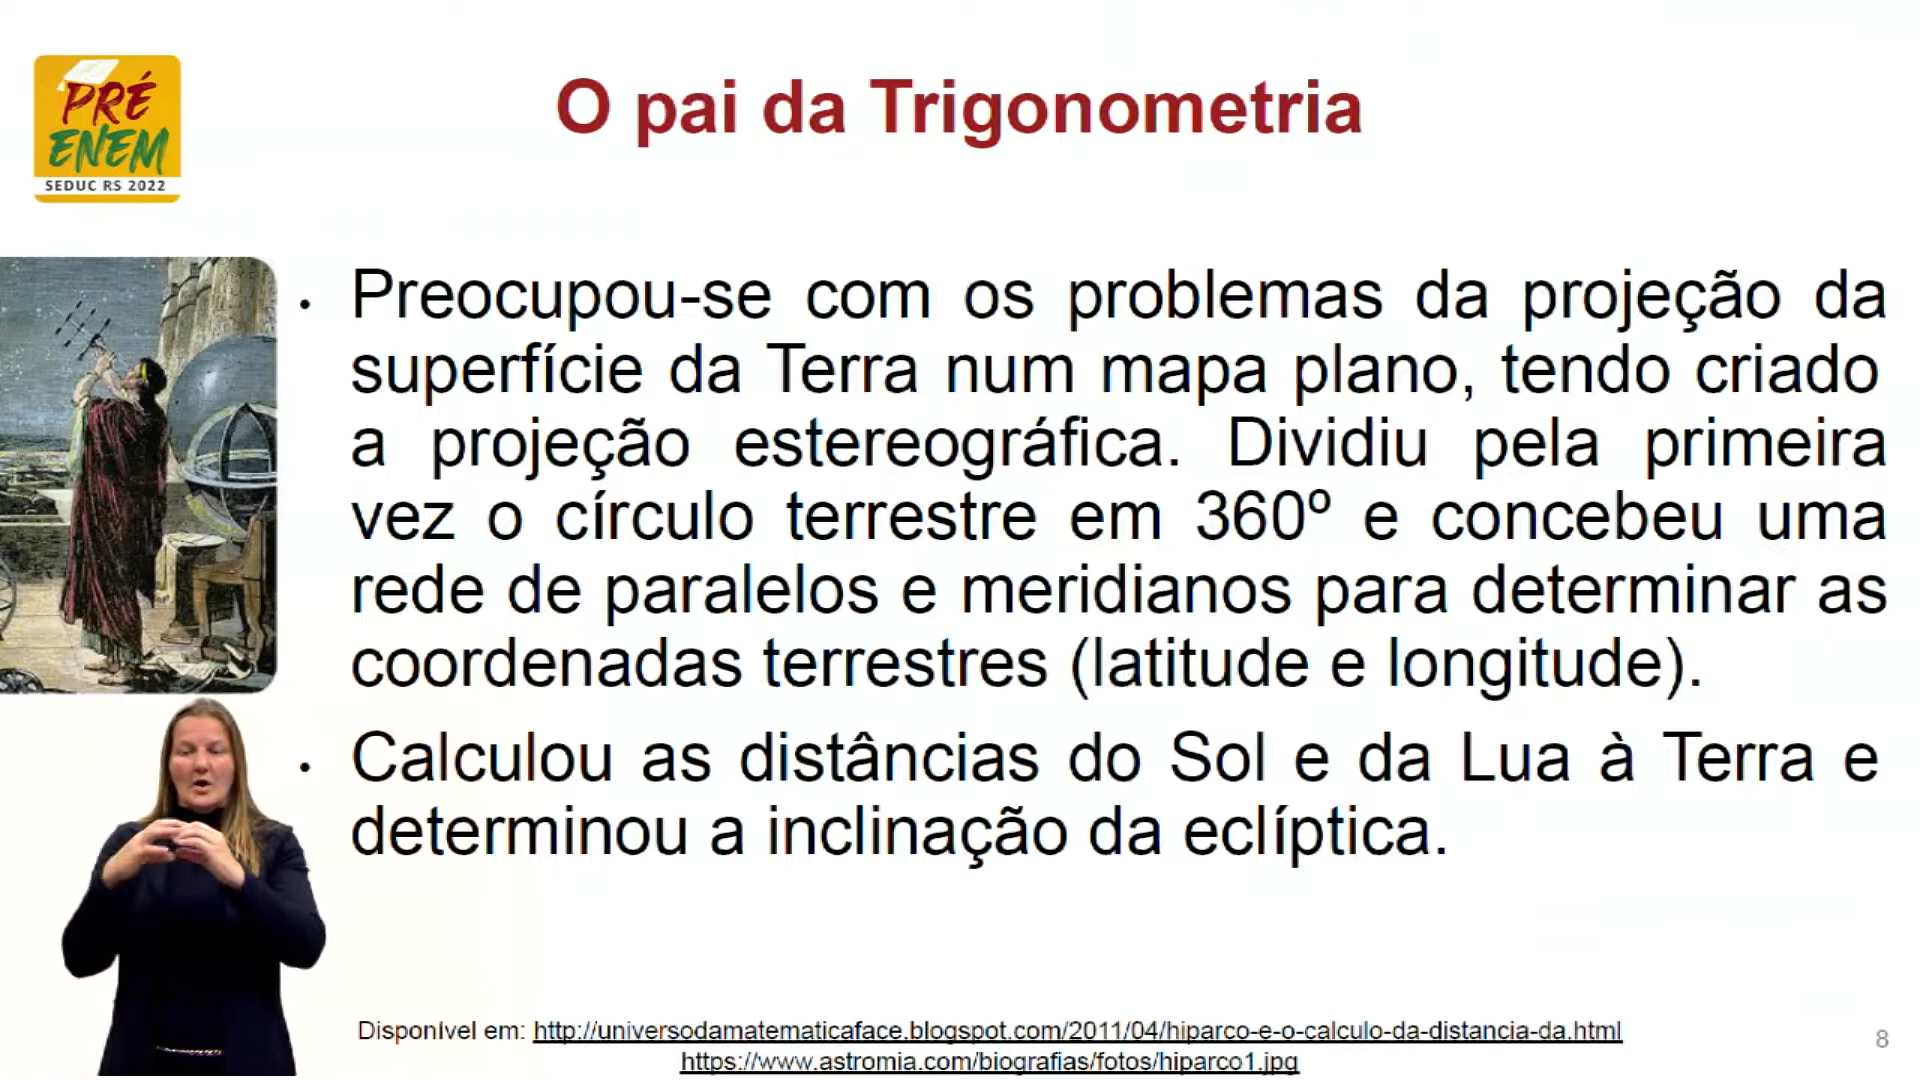 PRÉ
ENEM
SEDUC RS 2022
O pai da Trigonometria
• Preocupou-se com os problemas da projeção da
superfície da Terra num mapa plano, tendo criado
a projeção estereográfica. Dividiu pela primeira
vez o círculo terrestre em 360º e concebeu uma
rede de paralelos e meridianos para determinar as
coordenadas terrestres (latitude e longitude).
• Calculou as distâncias do Sol e da Lua à Terra e
determinou a inclinação da eclíptica.
Disponível em: http://universodamatematicaface.blogspot.com/2011/04/hiparco-e-o-calculo-da-distancia-da.html
https://www.astromia.com/biografias/fotos/hiparco1.jpg
8